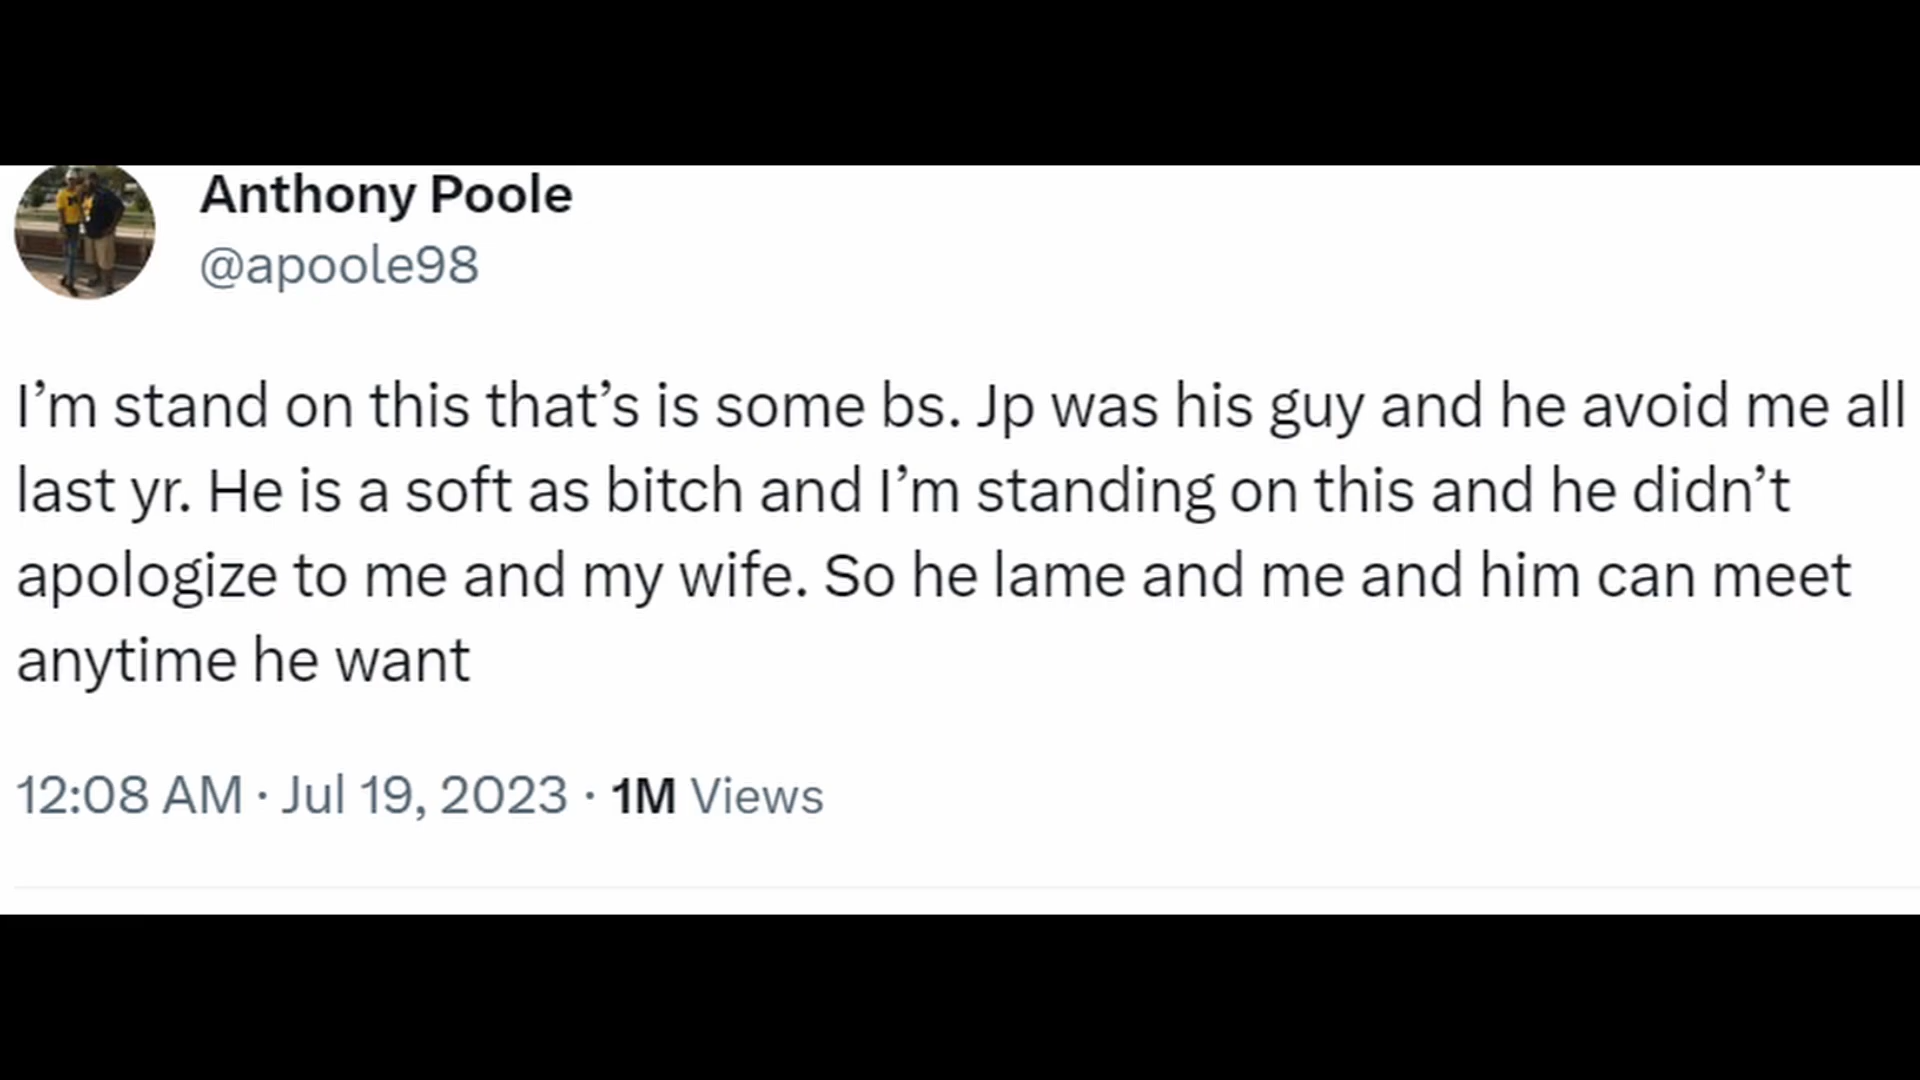 Anthony Poole
@apoole98
I’m stand on this that’s is some bs. Jp was his guy and he avoid me all
last yr. He is a soft as bitch and I’m standing on this and he didn’t
apologize to me and my wife. So he lame and me and him can meet
anytime he want
12:08 AM · Jul 19, 2023 · 1M Views